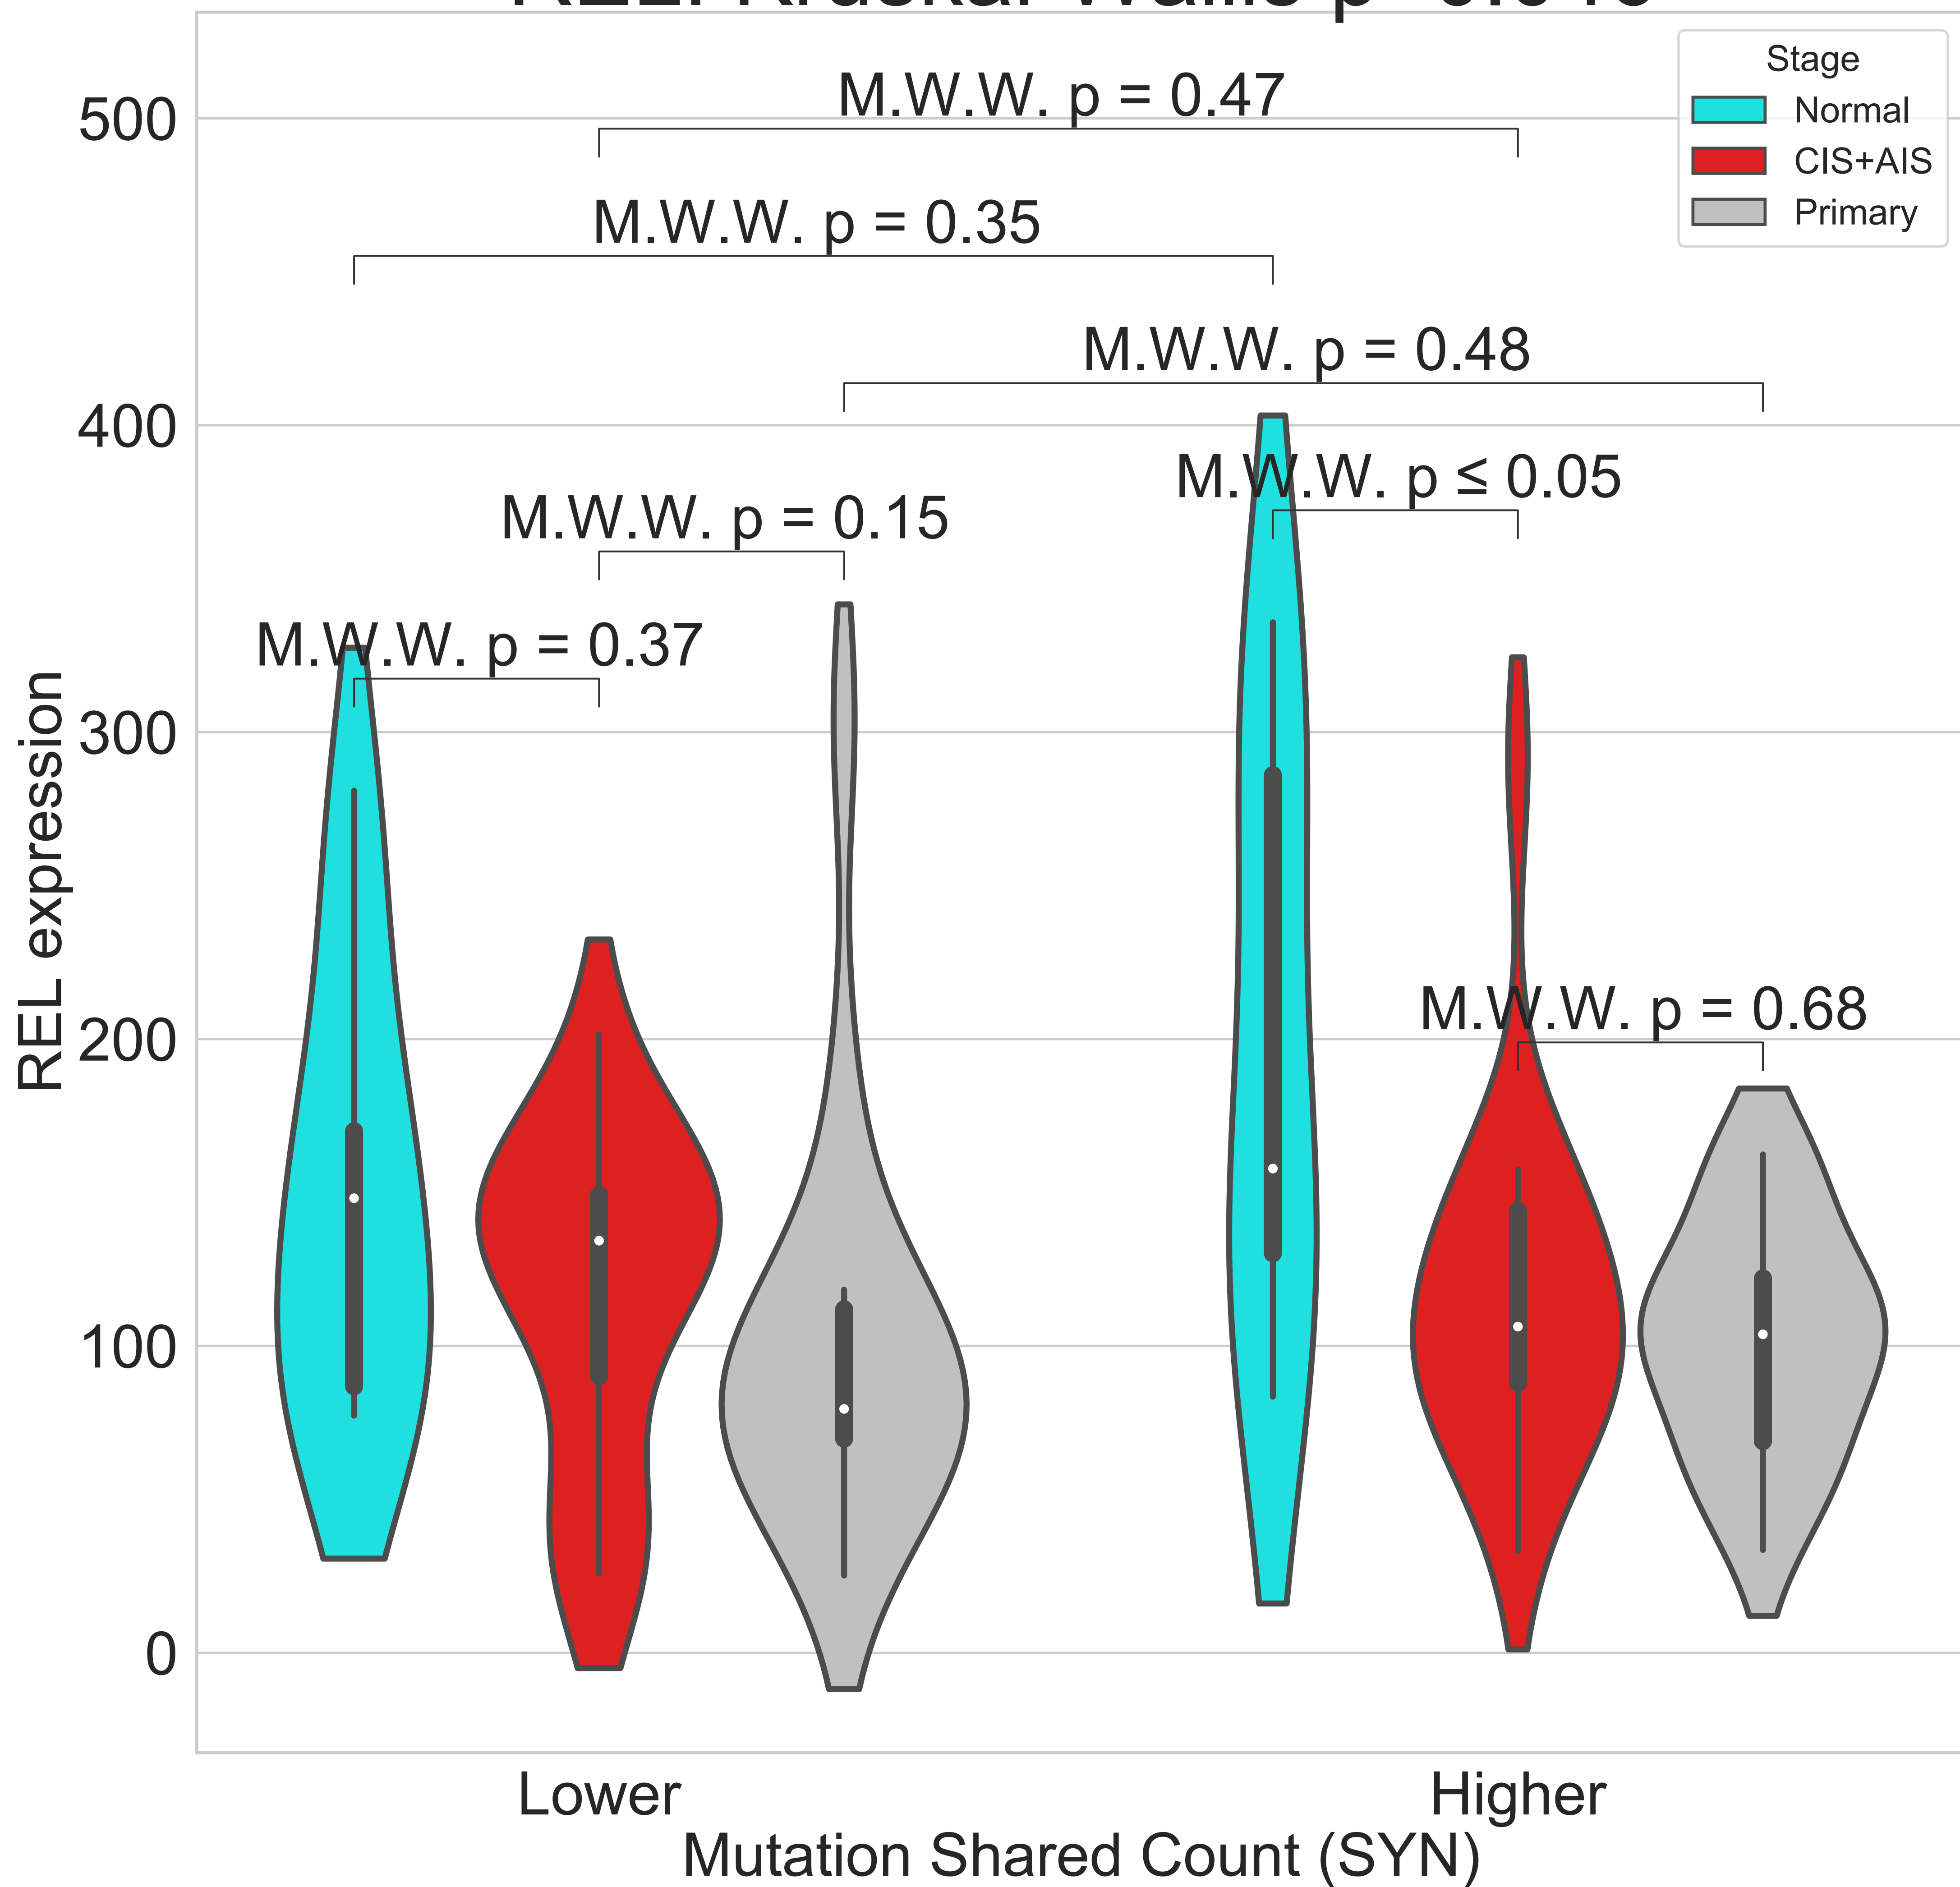 Stage
Normal
CIS+AIS
Primary
M.W.W. p = 0.47
M.W.W. p = 0.35
M.W.W. p = 0.48
M.W.W. p ≤ 0.05
M.W.W. p = 0.15
M.W.W. p = 0.37
M.W.W. p = 0.68
500
400
300
200
100
0
REL expression
Lower
Higher
Mutation Shared Count (SYN)